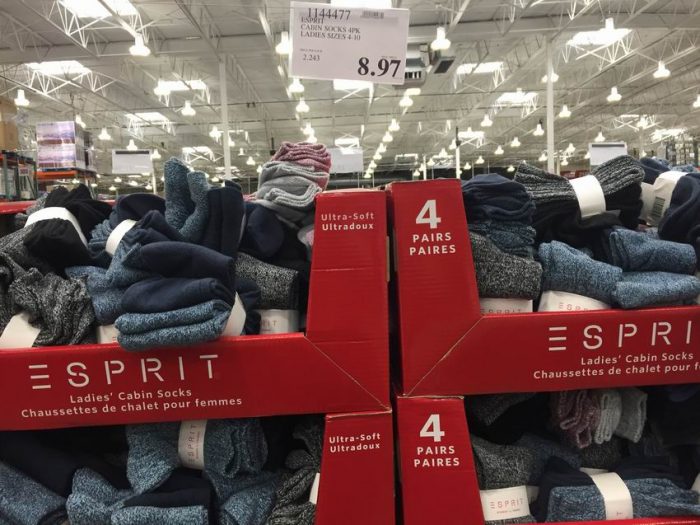 1144477
ESPRIT
CABIN SOCKS 4PK
LADIES SIZES 4-10
2,243
8.97
Ultra-Soft
Ultradoux
4
PAIRS
PAIRES
ESPRIT
Ladies' Cabin Socks
Chaussettes de chalet pour femmes
ESPRI
Ladies' Cabin Socks
Chaussettes de chalet pour femmes
Ultra-Soft
Ultradoux
4
PAIRS
PAIRES
ESPRIT
ESPRIT